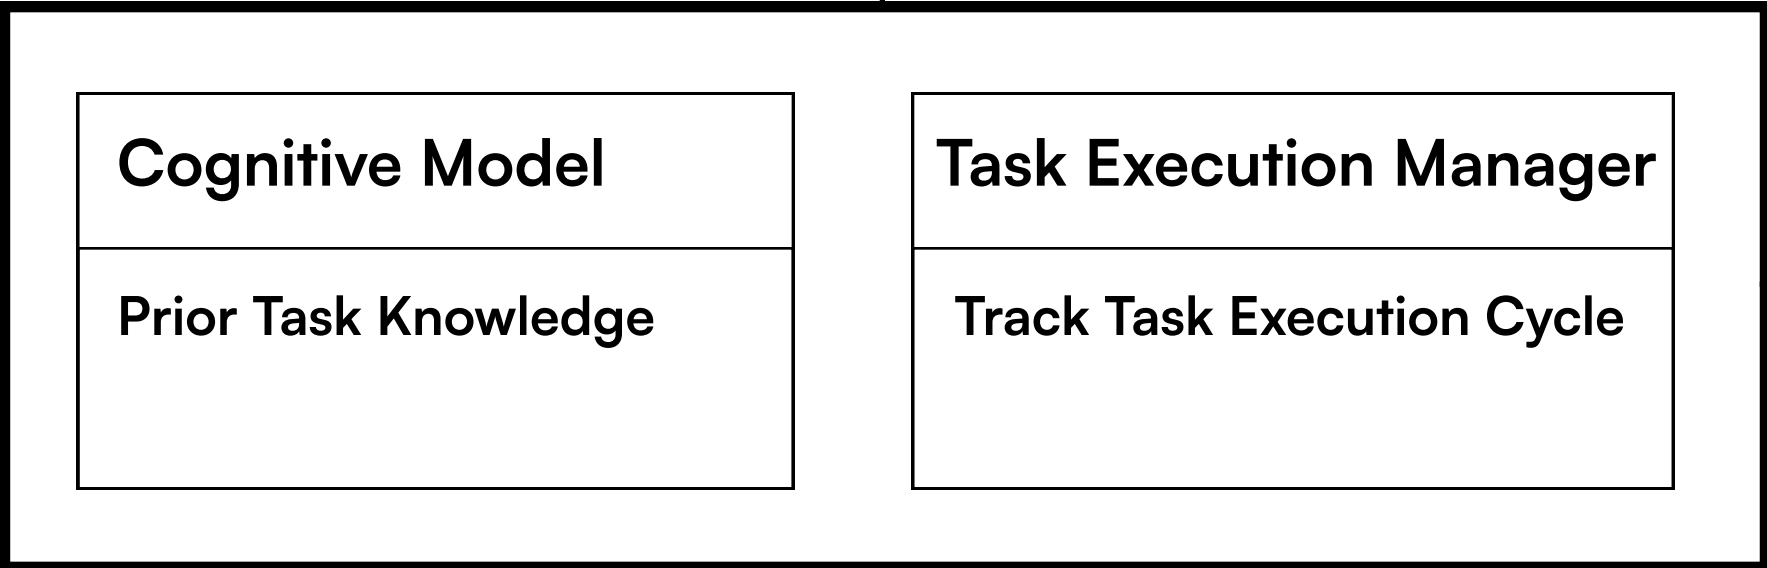 Cognitive Model
Prior Task Knowledge
Task Execution Manager
Track Task Execution Cycle